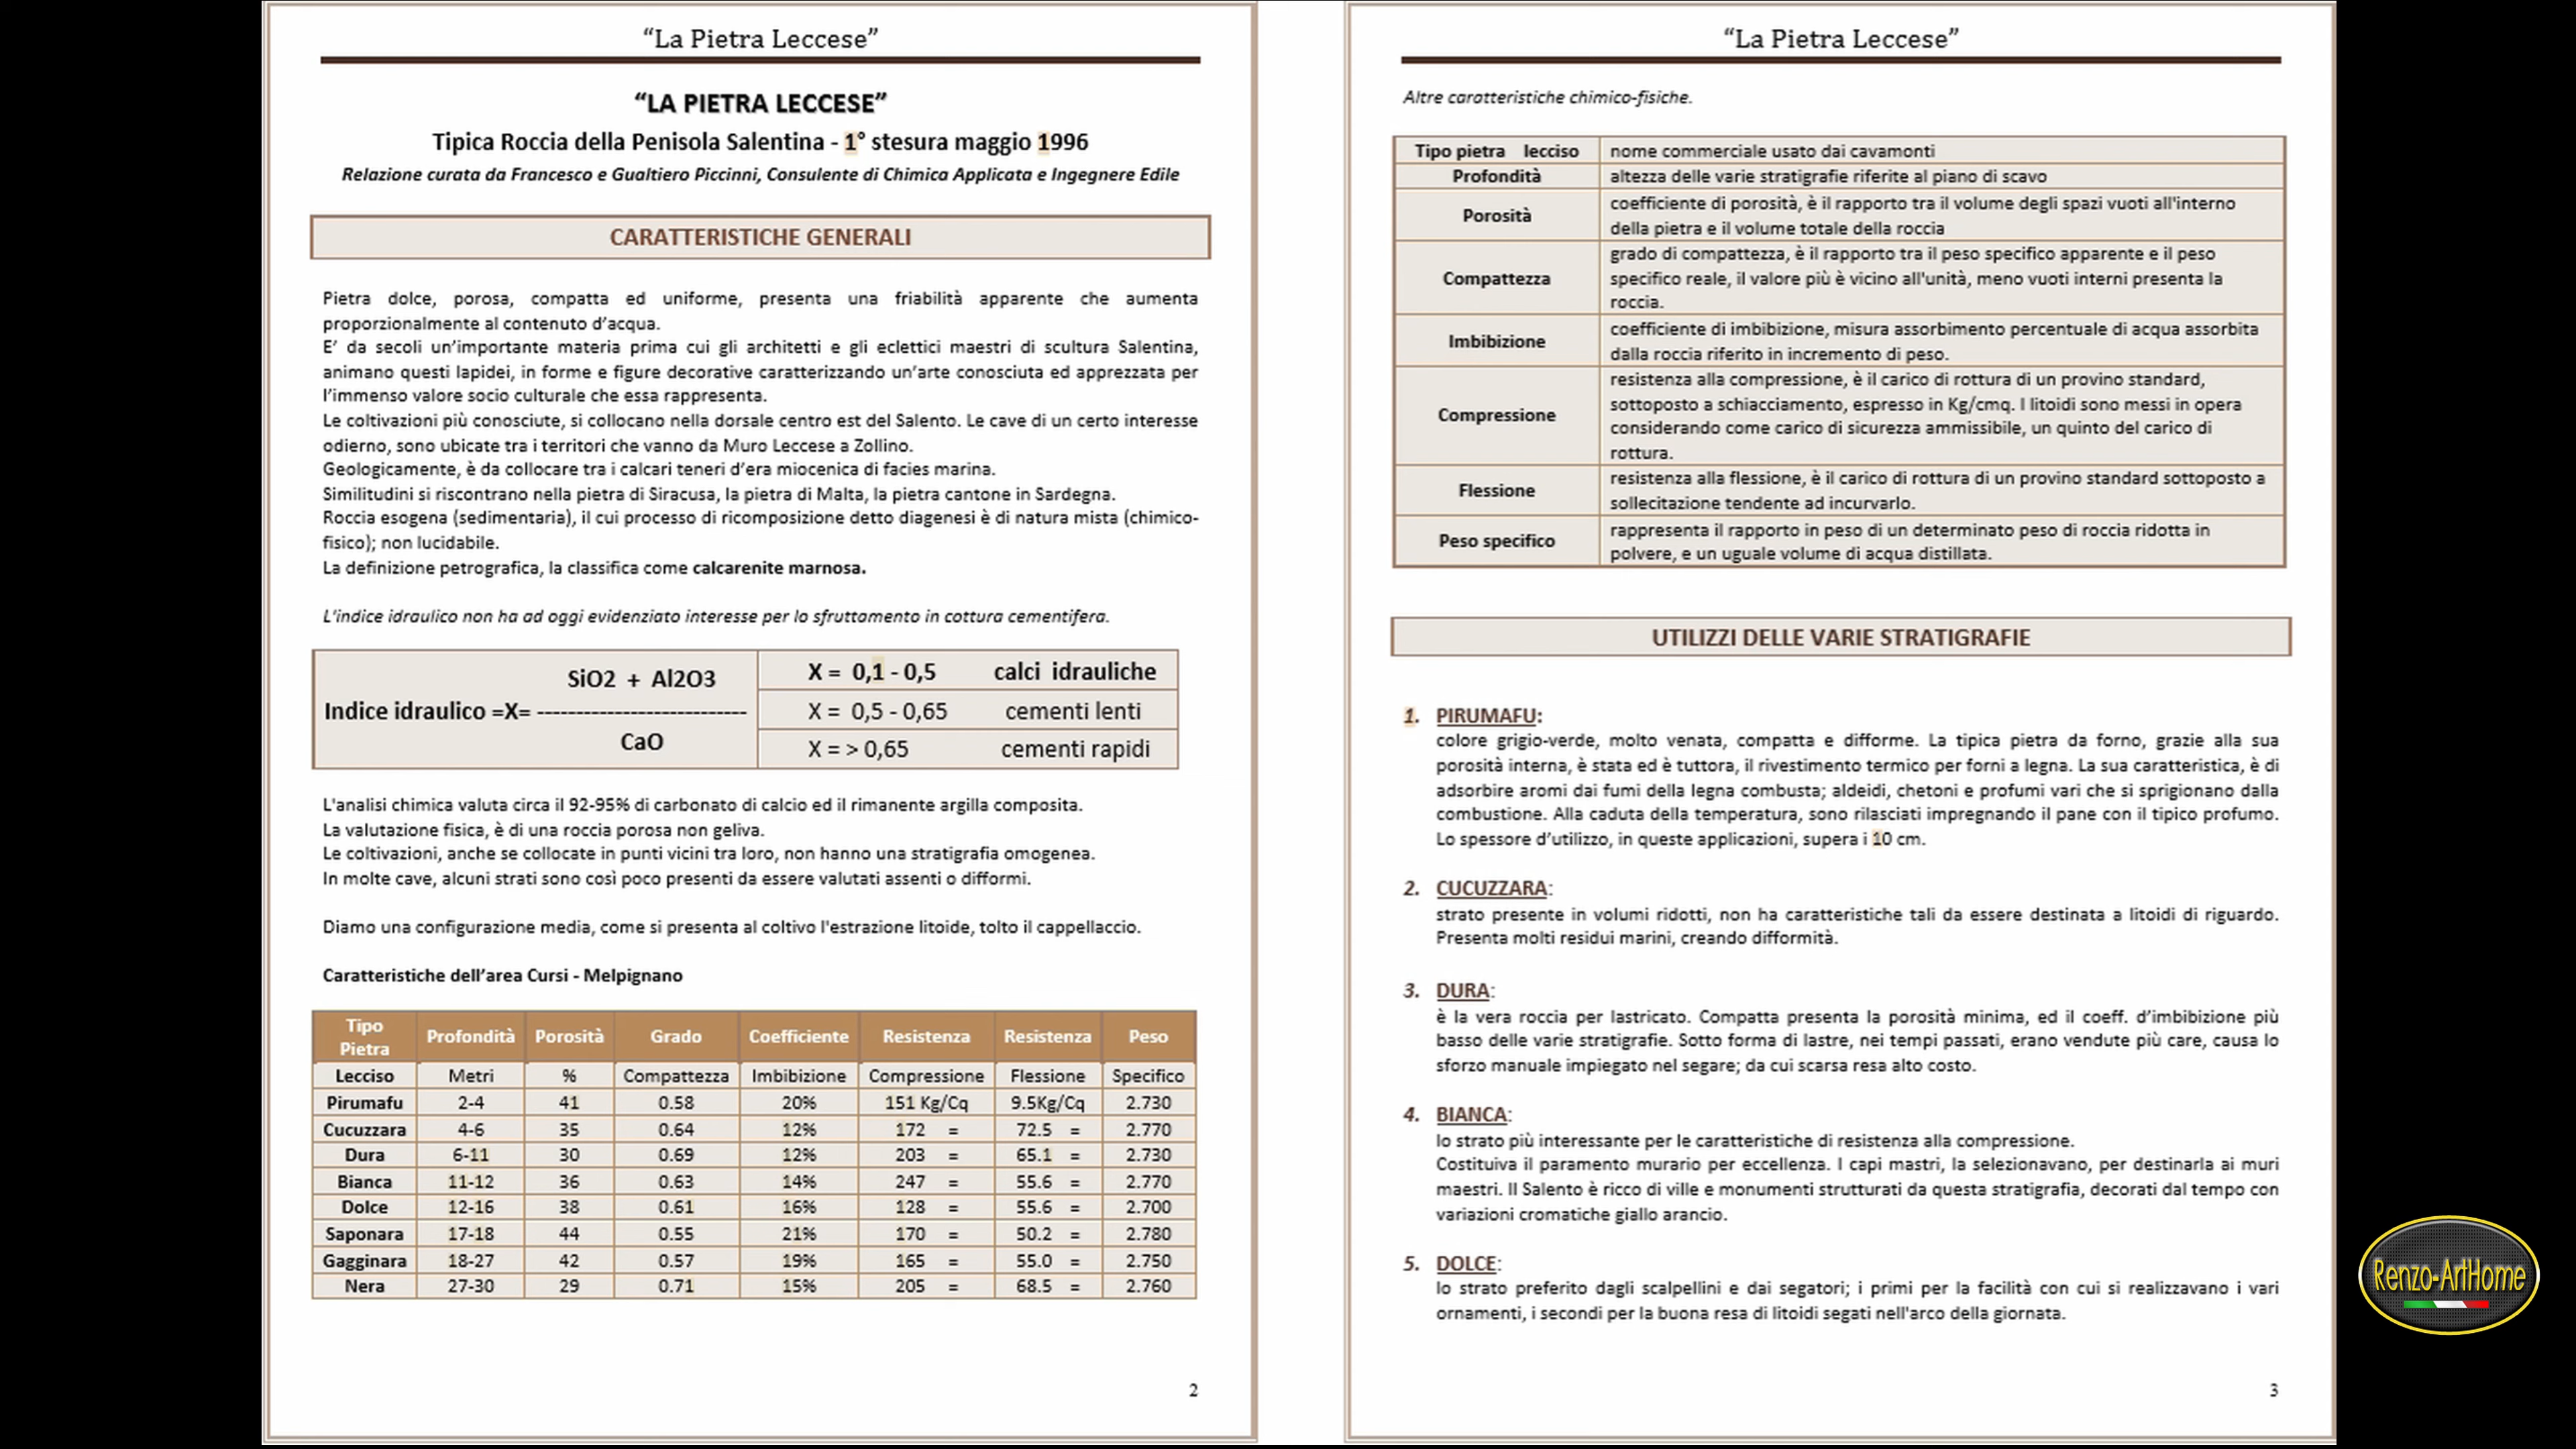 “La Pietra Leccese”
“LA PIETRA LECCESE”
Tipica Roccia della Penisola Salentina - 1° stesura maggio 1996
Relazione curata da Francesco e Gualtiero Piccinni, Consulente di Chimica Applicata e Ingegnere Edile
CARATTERISTICHE GENERALI
Pietra dolce, porosa, compatta ed uniforme, presenta una friabilità apparente che aumenta
proporzionalmente al contenuto d’acqua.
E’ da secoli un’importante materia prima cui gli architetti e gli eclettici maestri di scultura Salentina,
animano questi lapidei, in forme e figure decorative caratterizzando un’arte conosciuta ed apprezzata per
l’immenso valore socio culturale che essa rappresenta.
Le coltivazioni più conosciute, si collocano nella dorsale centro est del Salento. Le cave di un certo interesse
odierno, sono ubicate tra i territori che vanno da Muro Leccese a Zollino.
Geologicamente, è da collocare tra i calcari teneri d’era miocenica di facies marina.
Similitudini si riscontrano nella pietra di Siracusa, la pietra di Malta, la pietra cantone in Sardegna.
Roccia esogena (sedimentaria), il cui processo di ricomposizione detto diagenesi è di natura mista (chimico-
fisico); non lucidabile.
La definizione petrografica, la classifica come calcarenite marnosa.
L'indice idraulico non ha ad oggi evidenziato interesse per lo sfruttamento in cottura cementifera.
SiO2 + Al2O3
Indice idraulico =X= ---------------------------
CaO
X = 0,1 - 0,5 calci idrauliche
X = 0,5 - 0,65 cementi lenti
X = > 0,65 cementi rapidi
L'analisi chimica valuta circa il 92-95% di carbonato di calcio ed il rimanente argilla composita.
La valutazione fisica, è di una roccia porosa non geliva.
Le coltivazioni, anche se collocate in punti vicini tra loro, non hanno una stratigrafia omogenea.
In molte cave, alcuni strati sono così poco presenti da essere valutati assenti o difformi.
Diamo una configurazione media, come si presenta al coltivo l'estrazione litoide, tolto il cappellaccio.
Caratteristiche dell’area Cursi - Melpignano
Tipo Pietra Profondità Porosità Grado Coefficiente Resistenza Resistenza Peso
Lecciso Metri % Compattezza Imbibizione Compressione Flessione Specifico
Pirumafu 2-4 41 0.58 20% 151 Kg/Cq 9.5Kg/Cq 2.730
Cucuzzara 4-6 35 0.64 12% 172 = 72.5 = 2.770
Dura 6-11 30 0.69 12% 203 = 65.1 = 2.730
Bianca 11-12 36 0.63 14% 247 = 55.6 = 2.770
Dolce 12-16 38 0.61 16% 128 = 55.6 = 2.700
Saponara 17-18 44 0.55 21% 170 = 50.2 = 2.780
Gagginara 18-27 42 0.57 19% 165 = 55.0 = 2.750
Nera 27-30 29 0.71 15% 205 = 68.5 = 2.760
2
“La Pietra Leccese”
Altre caratteristiche chimico-fisiche.
Tipo pietra lecciso nome commerciale usato dai cavamonti
Profondità altezza delle varie stratigrafie riferite al piano di scavo
Porosità coefficiente di porosità, è il rapporto tra il volume degli spazi vuoti all'interno
della pietra e il volume totale della roccia
Compattezza grado di compattezza, è il rapporto tra il peso specifico apparente e il peso
specifico reale, il valore più è vicino all'unità, meno vuoti interni presenta la
roccia.
Imbibizione coefficiente di imbibizione, misura assorbimento percentuale di acqua assorbita
dalla roccia riferito in incremento di peso.
Compressione resistenza alla compressione, è il carico di rottura di un provino standard,
sottoposto a schiacciamento, espresso in Kg/cmq. I litoidi sono messi in opera
considerando come carico di sicurezza ammissibile, un quinto del carico di
rottura.
Flessione resistenza alla flessione, è il carico di rottura di un provino standard sottoposto a
sollecitazione tendente ad incurvarlo.
Peso specifico rappresenta il rapporto in peso di un determinato peso di roccia ridotta in
polvere, e un uguale volume di acqua distillata.
UTILIZZI DELLE VARIE STRATIGRAFIE
1. PIRUMAFU:
colore grigio-verde, molto venata, compatta e difforme. La tipica pietra da forno, grazie alla sua
porosità interna, è stata ed è tuttora, il rivestimento termico per forni a legna. La sua caratteristica, è di
adsorbire aromi dai fumi della legna combusta; aldeidi, chetoni e profumi vari che si sprigionano dalla
combustione. Alla caduta della temperatura, sono rilasciati impregnando il pane con il tipico profumo.
Lo spessore d’utilizzo, in queste applicazioni, supera i 10 cm.
2. CUCUZZARA:
strato presente in volumi ridotti, non ha caratteristiche tali da essere destinata a litoidi di riguardo.
Presenta molti residui marini, creando difformità.
3. DURA:
è la vera roccia per lastricato. Compatta presenta la porosità minima, ed il coeff. d’imbibizione più
basso delle varie stratigrafie. Sotto forma di lastre, nei tempi passati, erano vendute più care, causa lo
sforzo manuale impiegato nel segare; da cui scarsa resa alto costo.
4. BIANCA:
lo strato più interessante per le caratteristiche di resistenza alla compressione.
Costituiva il paramento murario per eccellenza. I capi mastri, la selezionavano, per destinarla ai muri
maestri. Il Salento è ricco di ville e monumenti strutturati da questa stratigrafia, decorati dal tempo con
variazioni cromatiche giallo arancio.
5. DOLCE:
lo strato preferito dagli scalpellini e dai segatori; i primi per la facilità con cui si realizzavano i vari
ornamenti, i secondi per la buona resa di litoidi segati nell'arco della giornata.
3
Renzo-ArtHome